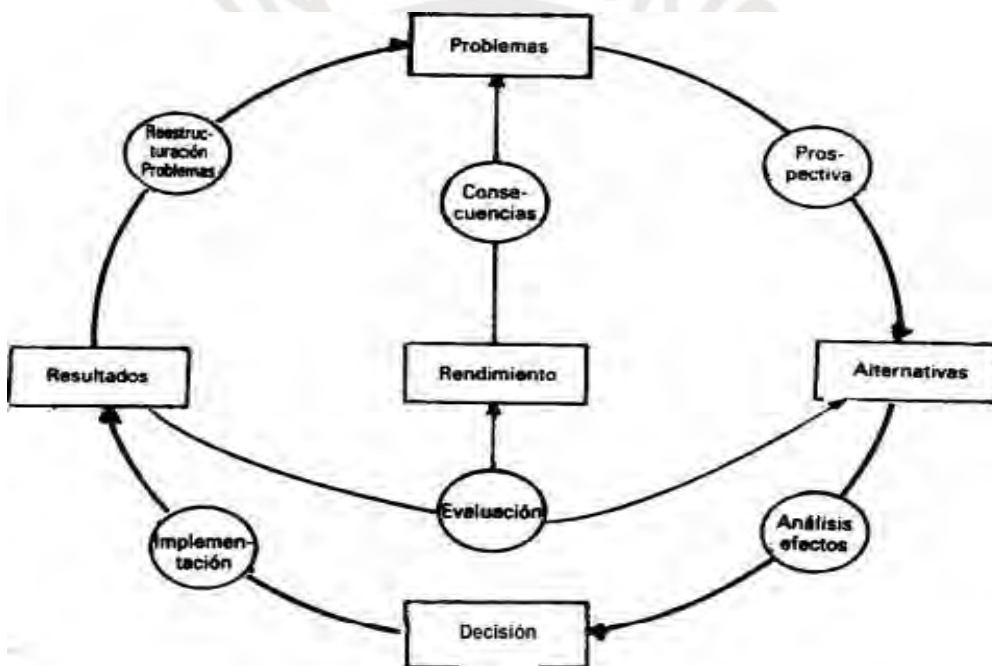 Problemas
Reestruc-
turación
Problemas
Pros-
pectiva
Conse-
cuencias
Resultados
Rendimiento
Alternativas
Evaluación
Implemen-
tación
Análisis
efectos
Decisión